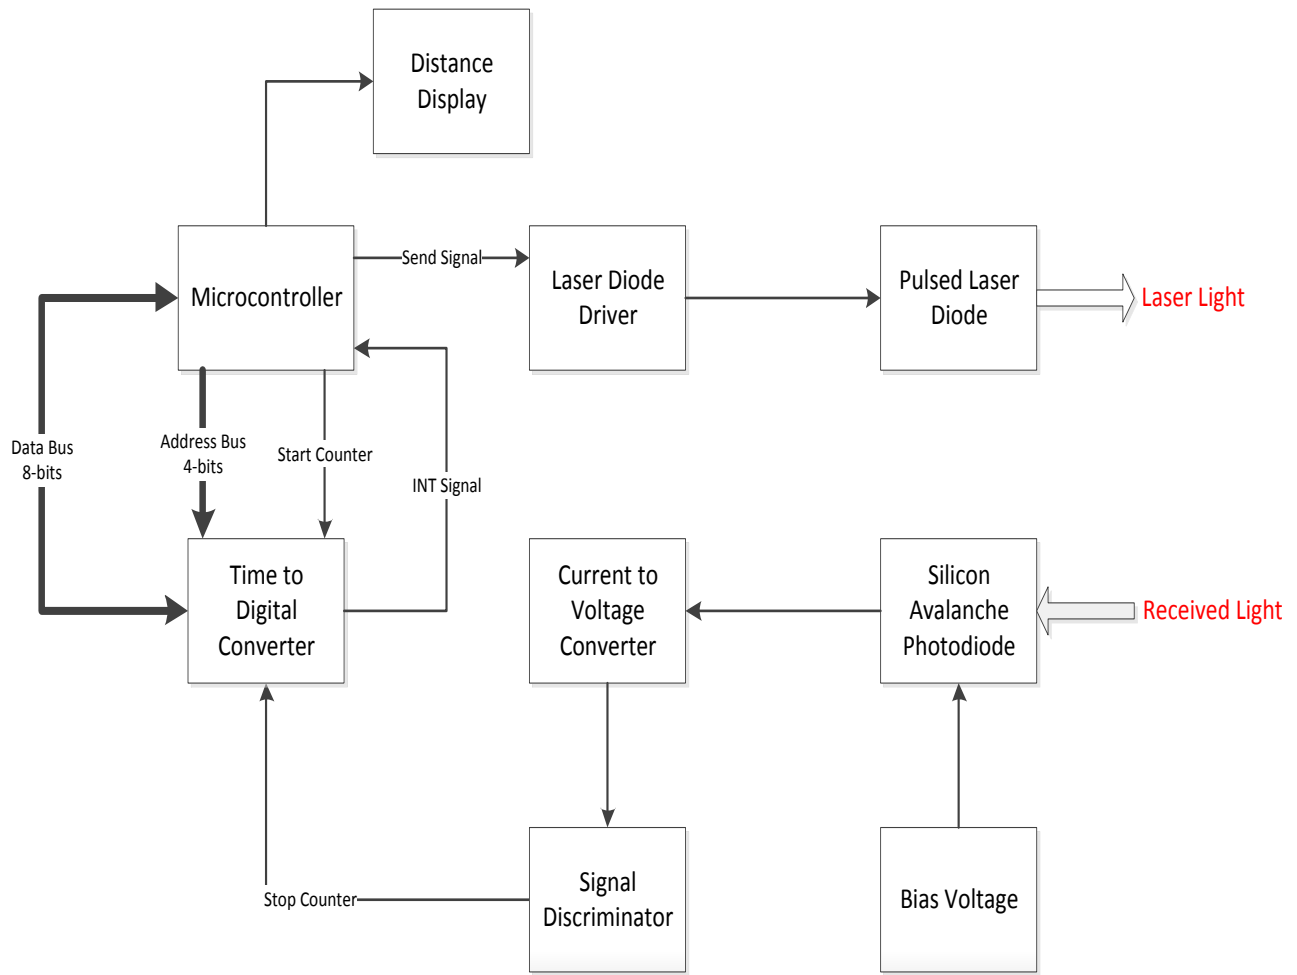 Distance
Display
Microcontroller
Send Signal
Laser Diode
Driver
Pulsed Laser
Diode
Laser Light
Data Bus
8-bits
Address Bus
4-bits
Start Counter
INT Signal
Time to
Digital
Converter
Current to
Voltage
Converter
Silicon
Avalanche
Photodiode
Received Light
Stop Counter
Signal
Discriminator
Bias Voltage